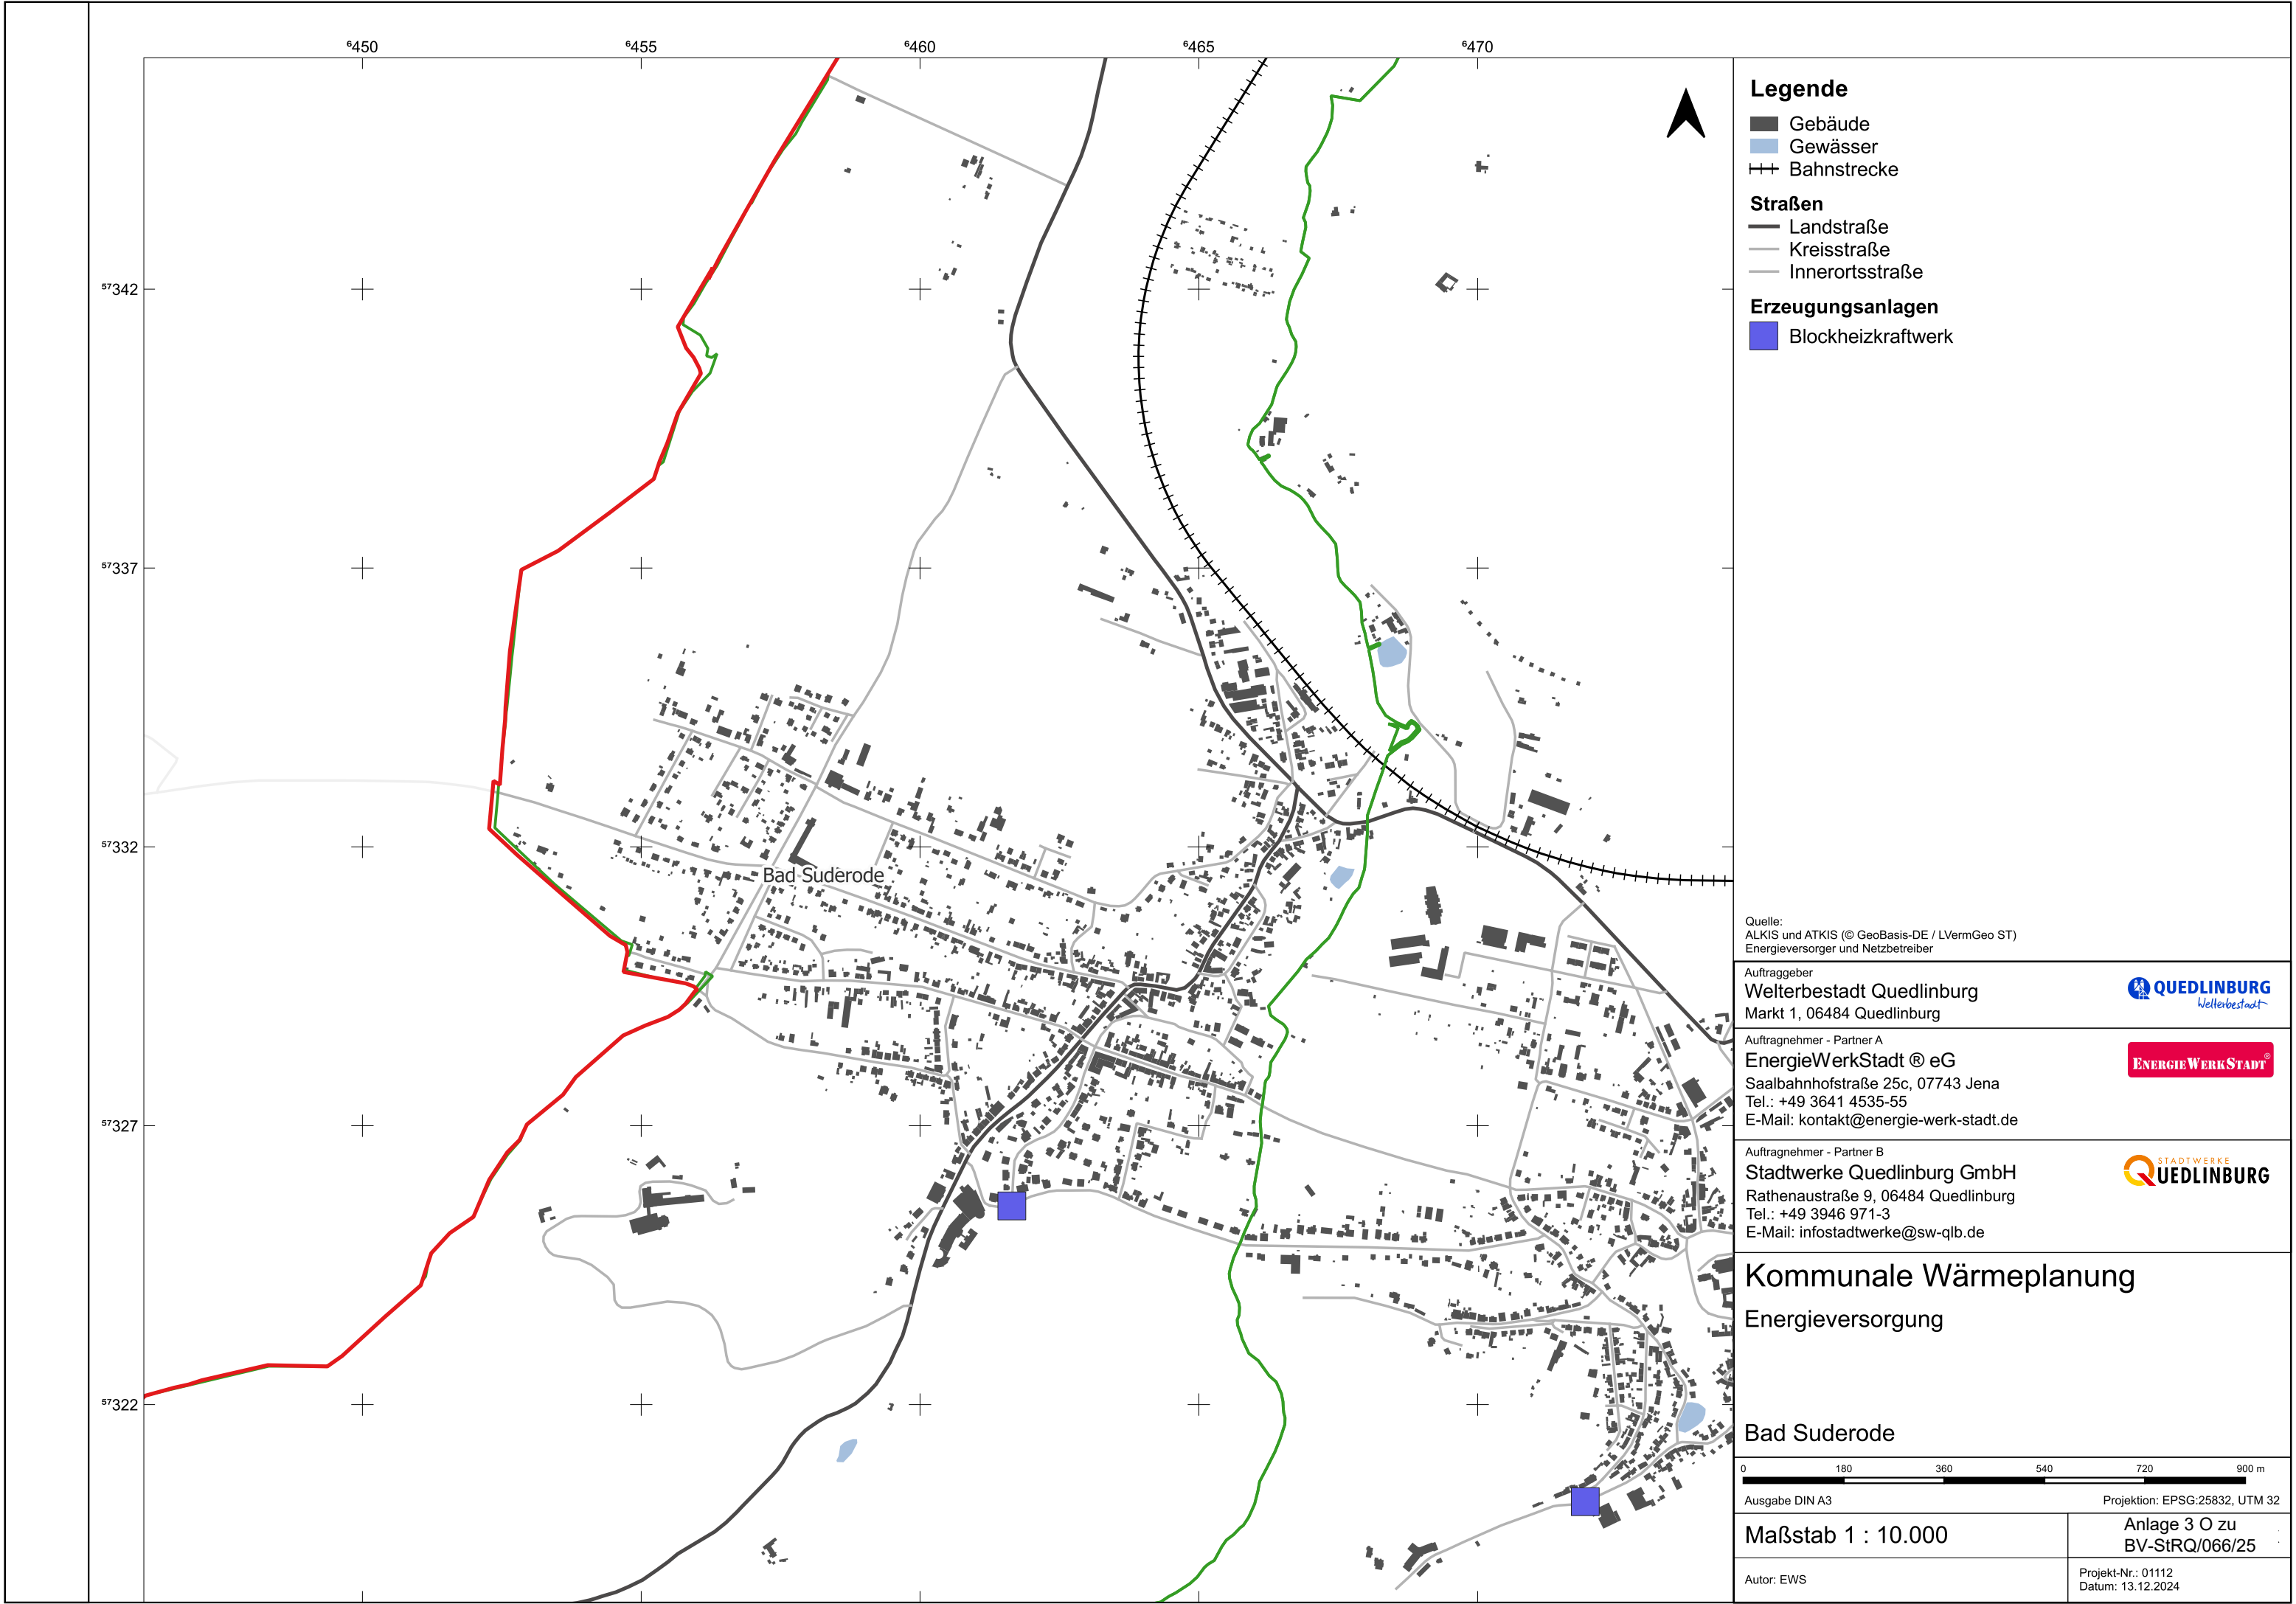 ⁶450 ⁶455 ⁶460 ⁶465 ⁶470
⁵⁷342
⁵⁷337
⁵⁷332
⁵⁷327
⁵⁷322
Bad Suderode
Legende
Gebäude
Gewässer
Bahnstrecke
Straßen
Landstraße
Kreisstraße
Innerortsstraße
Erzeugungsanlagen
Blockheizkraftwerk
Quelle:
ALKIS und ATKIS (© GeoBasis-DE / LVermGeo ST)
Energieversorger und Netzbetreiber
Auftraggeber
Welterbestadt Quedlinburg
Markt 1, 06484 Quedlinburg
QUEDLINBURG
Welterbestadt
Auftragnehmer - Partner A
EnergieWerkStadt ® eG
Saalbahnhofstraße 25c, 07743 Jena
Tel.: +49 3641 4535-55
E-Mail: kontakt@energie-werk-stadt.de
ENERGIEWERKSTADT®
Auftragnehmer - Partner B
Stadtwerke Quedlinburg GmbH
Rathenaustraße 9, 06484 Quedlinburg
Tel.: +49 3946 971-3
E-Mail: infostadtwerke@sw-qlb.de
STADTWERKE
QUEDLINBURG
Kommunale Wärmeplanung
Energieversorgung
Bad Suderode
0 180 360 540 720 900 m
Ausgabe DIN A3
Projektion: EPSG:25832, UTM 32
Maßstab 1 : 10.000
Anlage 3 O zu
BV-StRQ/066/25
Autor: EWS
Projekt-Nr.: 01112
Datum: 13.12.2024